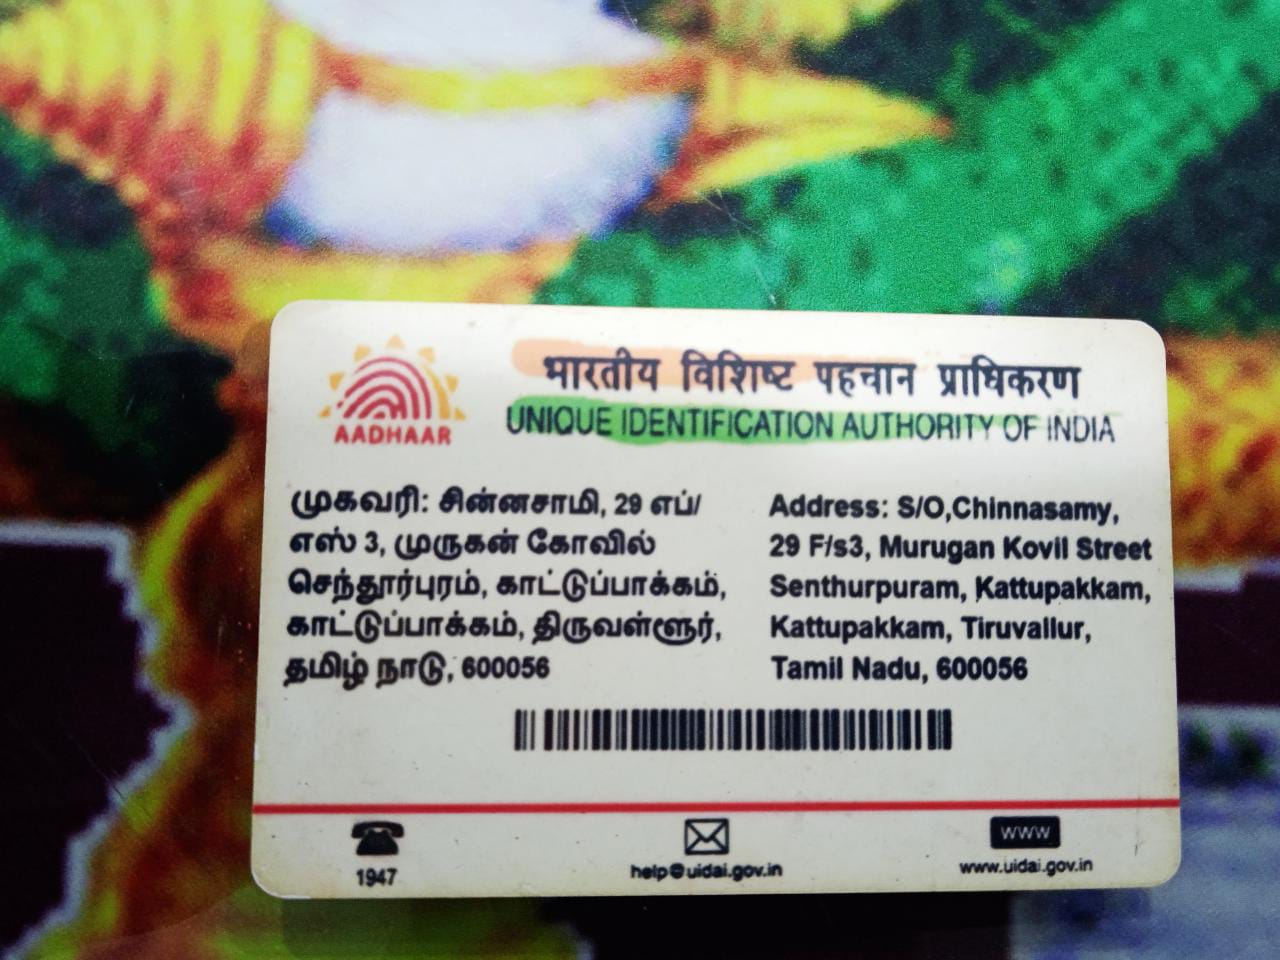 AADHAAR
भारतीय विशिष्ट पहचान प्राधिकरण
UNIQUE IDENTIFICATION AUTHORITY OF INDIA
முகவரி: சின்னசாமி, 29 எப்/
எஸ் 3, முருகன் கோவில்
செந்தூர்புரம், காட்டுப்பாக்கம்,
காட்டுப்பாக்கம், திருவள்ளூர்,
தமிழ் நாடு, 600056
Address: S/O,Chinnasamy,
29 F/s3, Murugan Kovil Street
Senthurpuram, Kattupakkam,
Kattupakkam, Tiruvallur,
Tamil Nadu, 600056
1947
help@uidai.gov.in
www
www.uidai.gov.in